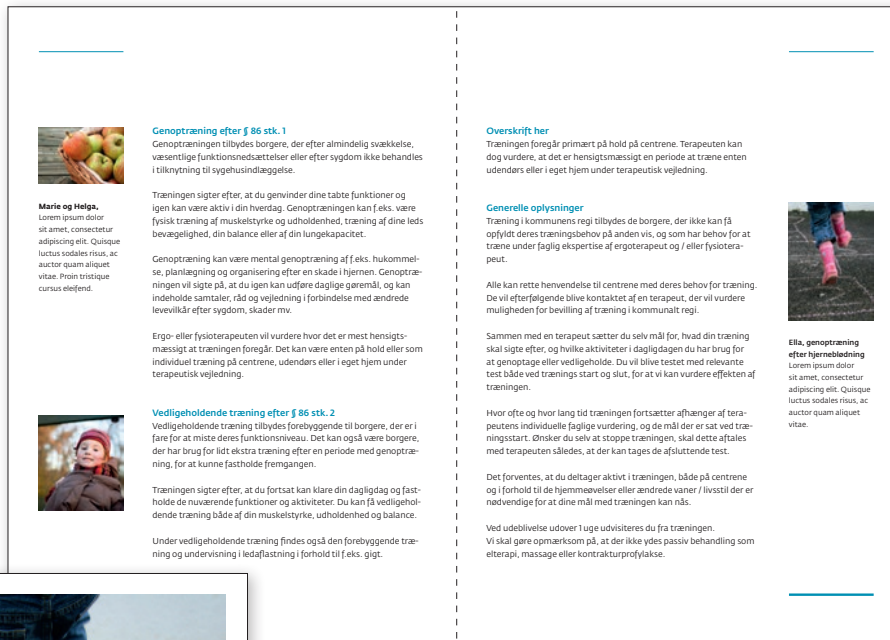 Marie og Helga,
Lorem ipsum dolor
sit amet, consectetur
adipiscing elit. Quisque
luctus sodales risus, ac
auctor quam aliquet
vitae. Proin tristique
cursus eleifend.
Genoptræning efter § 86 stk. 1
Genoptræningen tilbydes borgere, der efter almindelig svækkelse,
væsentlige funktionsnedsættelser eller efter sygdom ikke behandles
i tilknytning til sygehusindlæggelse.
Træningen sigter efter, at du genvinder dine tabte funktioner og
igen kan være aktiv i din hverdag. Genoptræningen kan f.eks. være
fysisk træning af muskelstyrke og udholdenhed, træning af dine leds
bevægelighed, din balance eller af din lungekapacitet.
Genoptræning kan være mental genoptræning af f.eks. hukommel-
se, planlægning og organisering efter en skade i hjernen. Genoptræ-
ningen vil sigte på, at du igen kan udføre daglige gøremål, og kan
indeholde samtaler, råd og vejledning i forbindelse med ændrede
levevilkår efter sygdom, skader mv.
Ergo- eller fysioterapeuten vil vurdere hvor det er mest hensigts-
mæssigt at træningen foregår. Det kan være enten på hold eller som
individuel træning på centrene, udendørs eller i eget hjem under
terapeutisk vejledning.
Vedligeholdende træning efter § 86 stk. 2
Vedligeholdende træning tilbydes forebyggende til borgere, der er i
fare for at miste deres funktionsniveau. Det kan også være borgere,
der har brug for lidt ekstra træning efter en periode med genoptræ-
ning, for at kunne fastholde fremgangen.
Træningen sigter efter, at du fortsat kan klare din dagligdag og fast-
holde de nuværende funktioner og aktiviteter. Du kan få vedligehol-
dende træning både af din muskelstyrke, udholdenhed og balance.
Under vedligeholdende træning findes også den forebyggende træ-
ning og undervisning i ledaflastning i forhold til f.eks. gigt.
Overskrift her
Træningen foregår primært på hold på centrene. Terapeuten kan
dog vurdere, at det er hensigtsmæssigt en periode at træne enten
udendørs eller i eget hjem under terapeutisk vejledning.
Generelle oplysninger
Træning i kommunens regi tilbydes de borgere, der ikke kan få
opfyldt deres træningsbehov på anden vis, og som har behov for at
træne under faglig ekspertise af ergoterapeut og / eller fysiotera-
peut.
Alle kan rette henvendelse til centrene med deres behov for træning.
De vil efterfølgende blive kontaktet af en terapeut, der vil vurdere
muligheden for bevilling af træning i kommunalt regi.
Sammen med en terapeut sætter du selv mål for, hvad din træning
skal sigte efter, og hvilke aktiviteter i dagligdagen du har brug for
at genoptage eller vedligeholde. Du vil blive testet med relevante
test både ved trænings start og slut, for at vi kan vurdere effekten af
træningen.
Hvor ofte og hvor lang tid træningen fortsætter afhænger af tera-
peutens individuelle faglige vurdering, og de mål der er sat ved træ-
ningsstart. Ønsker du selv at stoppe træningen, skal dette aftales
med terapeuten således, at der kan tages de afsluttende test.
Det forventes, at du deltager aktivt i træningen, både på centrene
og i forhold til de hjemmeøvelser eller ændrede vaner / livsstil der er
nødvendige for at dine mål med træningen kan nås.
Ved udeblivelse udover 1 uge udvisiteres du fra træningen.
Vi skal gøre opmærksom på, at der ikke ydes passiv behandling som
elterapi, massage eller kontrakturprofylakse.
Ella, genoptræning
efter hjerneblødning
Lorem ipsum dolor
sit amet, consectetur
adipiscing elit. Quisque
luctus sodales risus, ac
auctor quam aliquet
vitae.